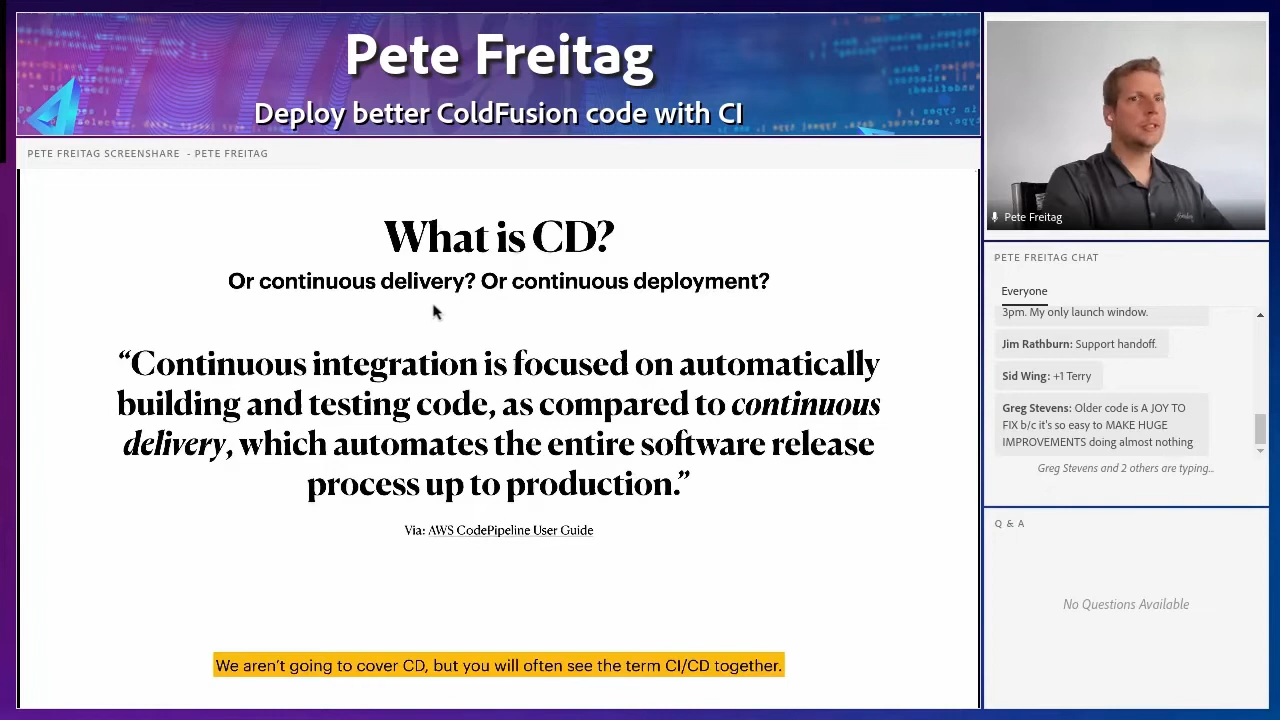 Pete Freitag
Deploy better ColdFusion code with CI
PETE FREITAG SCREENSHARE - PETE FREITAG
What is CD?
Or continuous delivery? Or continuous deployment?
“Continuous integration is focused on automatically
building and testing code, as compared to continuous
delivery, which automates the entire software release
process up to production.”
Via: AWS CodePipeline User Guide
We aren’t going to cover CD, but you will often see the term CI/CD together.
Pete Freitag
PETE FREITAG CHAT
Everyone
3pm. My only launch window.
Jim Rathburn: Support handoff.
Sid Wing: +1 Terry
Greg Stevens: Older code is A JOY TO
FIX b/c it's so easy to MAKE HUGE
IMPROVEMENTS doing almost nothing
Greg Stevens and 2 others are typing...
Q & A
No Questions Available